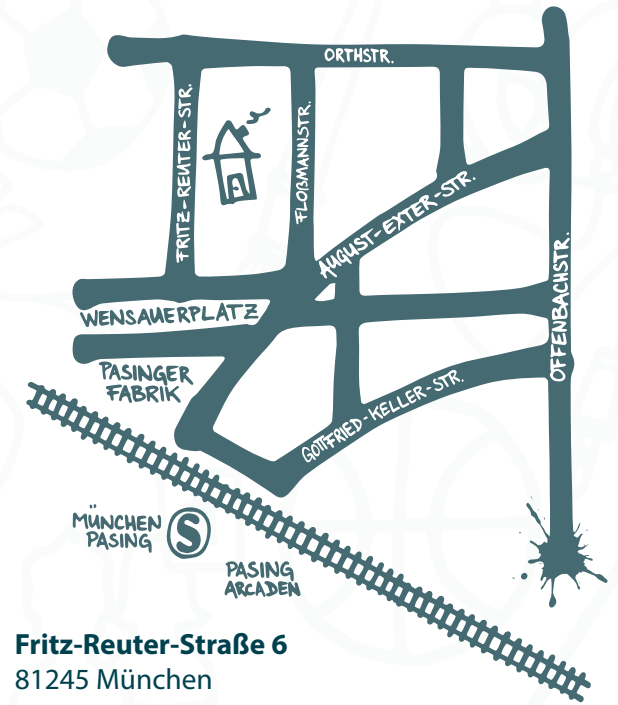 ORTHSTR.
FRITZ-REUTER-STR.
FLOßMANNSTR.
AUGUST-EXTER-STR.
OFFENBACHSTR.
WENSAUERPLATZ
PASINGER
FABRIK
GOTTFRIED-KELLER-STR.
MÜNCHEN
PASING
S
PASING
ARCADEN
Fritz-Reuter-Straße 6
81245 München